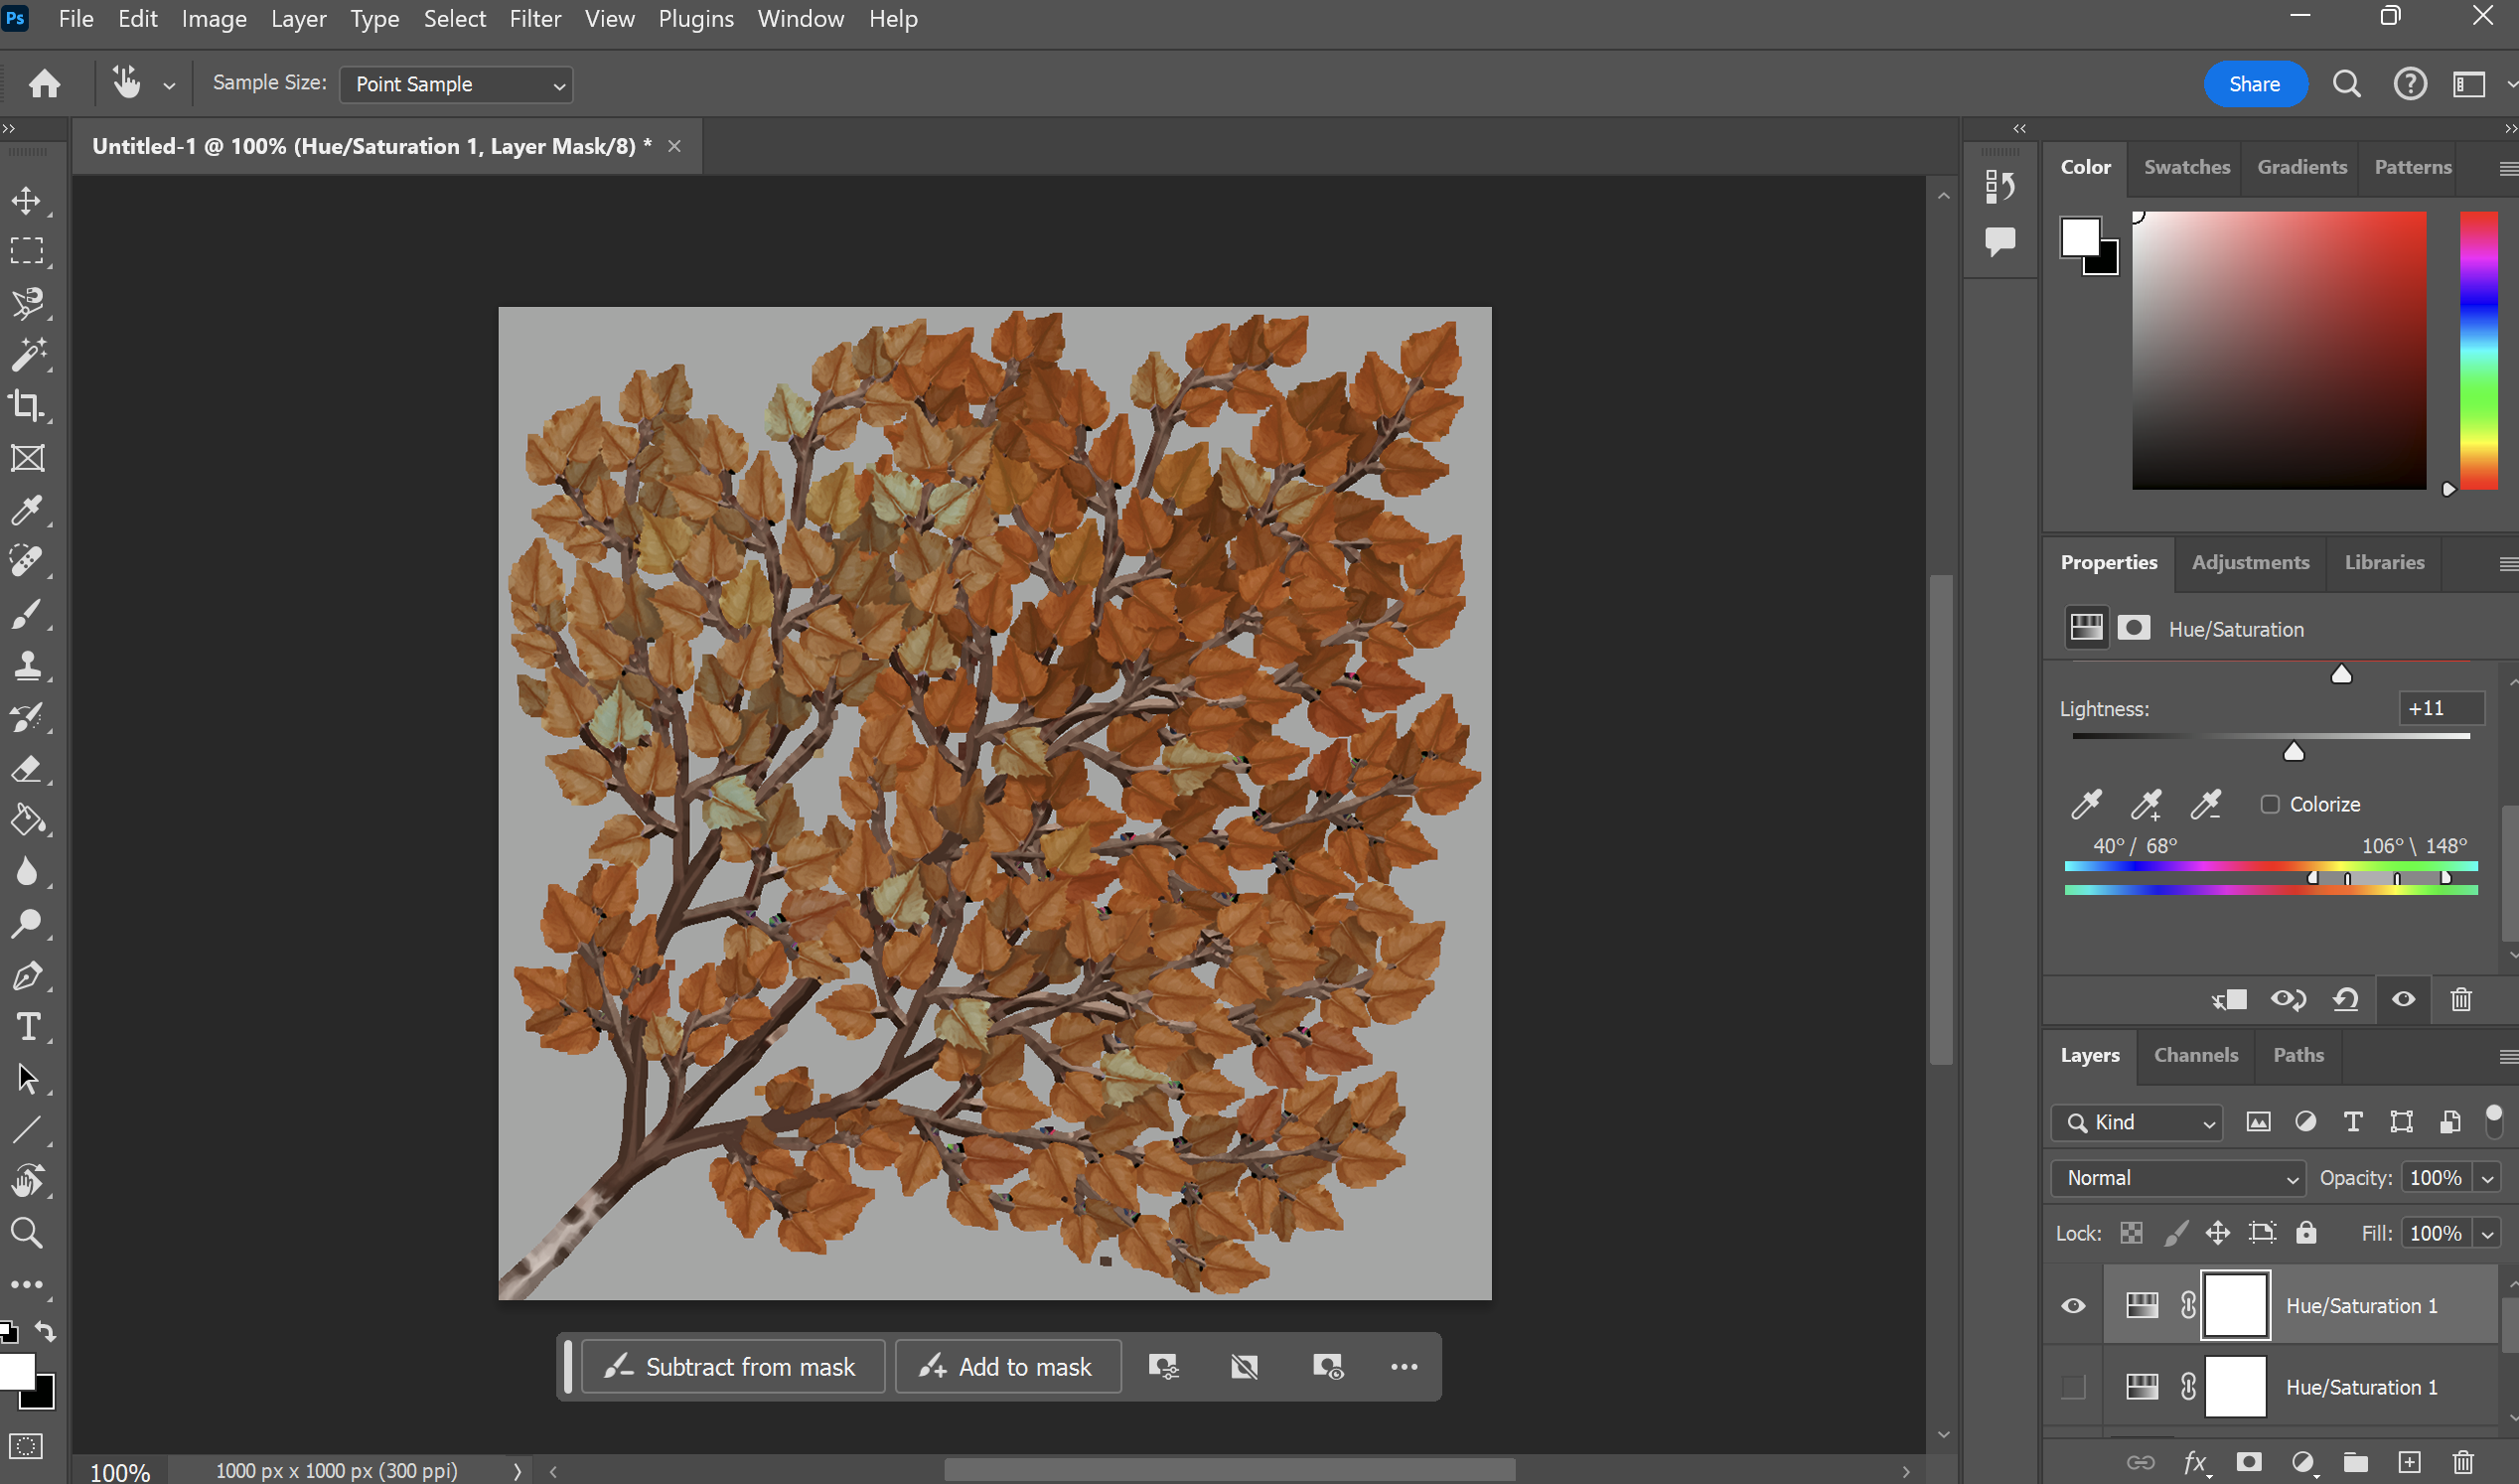 Ps File Edit Image Layer Type Select Filter View Plugins Window Help
Sample Size: Point Sample Share
Untitled-1 @ 100% (Hue/Saturation 1, Layer Mask/8) *
Color Swatches Gradients Patterns
Properties Adjustments Libraries
Hue/Saturation
Lightness: +11
Colorize
40° / 68° 106° \ 148°
Layers Channels Paths
Kind
Normal Opacity: 100%
Lock: Fill: 100%
Hue/Saturation 1
Hue/Saturation 1
Subtract from mask Add to mask
fx
100% 1000 px x 1000 px (300 ppi)